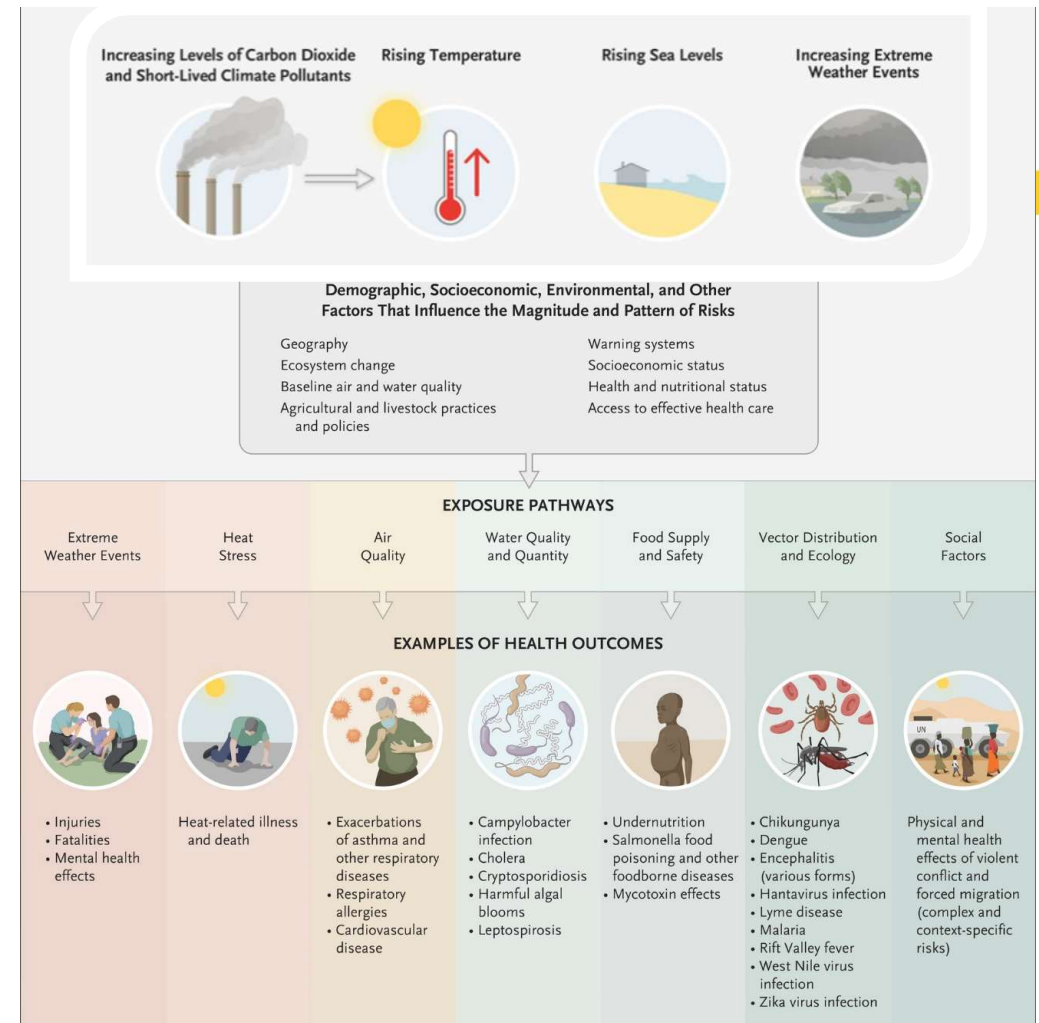 Increasing Levels of Carbon Dioxide
and Short-Lived Climate Pollutants
Rising Temperature
Rising Sea Levels
Increasing Extreme
Weather Events
Demographic, Socioeconomic, Environmental, and Other
Factors That Influence the Magnitude and Pattern of Risks
Geography
Ecosystem change
Baseline air and water quality
Agricultural and livestock practices
and policies
Warning systems
Socioeconomic status
Health and nutritional status
Access to effective health care
EXPOSURE PATHWAYS
Extreme
Weather Events
Heat
Stress
Air
Quality
Water Quality
and Quantity
Food Supply
and Safety
Vector Distribution
and Ecology
Social
Factors
EXAMPLES OF HEALTH OUTCOMES
UN
• Injuries
• Fatalities
• Mental health
effects
Heat-related illness
and death
• Exacerbations
of asthma and
other respiratory
diseases
• Respiratory
allergies
• Cardiovascular
disease
• Campylobacter
infection
• Cholera
• Cryptosporidiosis
• Harmful algal
blooms
• Leptospirosis
• Undernutrition
• Salmonella food
poisoning and other
foodborne diseases
• Mycotoxin effects
• Chikungunya
• Dengue
• Encephalitis
(various forms)
• Hantavirus infection
• Lyme disease
• Malaria
• Rift Valley fever
• West Nile virus
infection
• Zika virus infection
Physical and
mental health
effects of violent
conflict and
forced migration
(complex and
context-specific
risks)